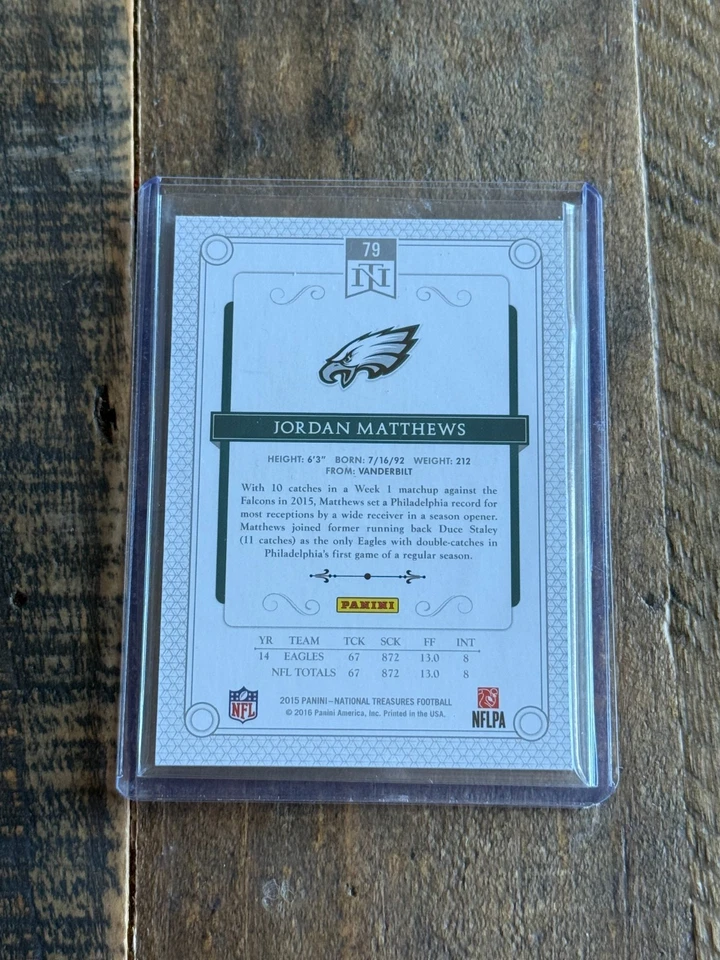 79
NT
JORDAN MATTHEWS
HEIGHT: 6'3" BORN: 7/16/92 WEIGHT: 212
FROM: VANDERBILT
With 10 catches in a Week 1 matchup against the
Falcons in 2015, Matthews set a Philadelphia record for
most receptions by a wide receiver in a season opener.
Matthews joined former running back Duce Staley
(11 catches) as the only Eagles with double-catches in
Philadelphia's first game of a regular season.
PANINI
YR TEAM TCK SCK FF INT
14 EAGLES 67 872 13.0 8
NFL TOTALS 67 872 13.0 8
NFL
2015 PANINI–NATIONAL TREASURES FOOTBALL
© 2016 Panini America, Inc. Printed in the USA.
NFLPA